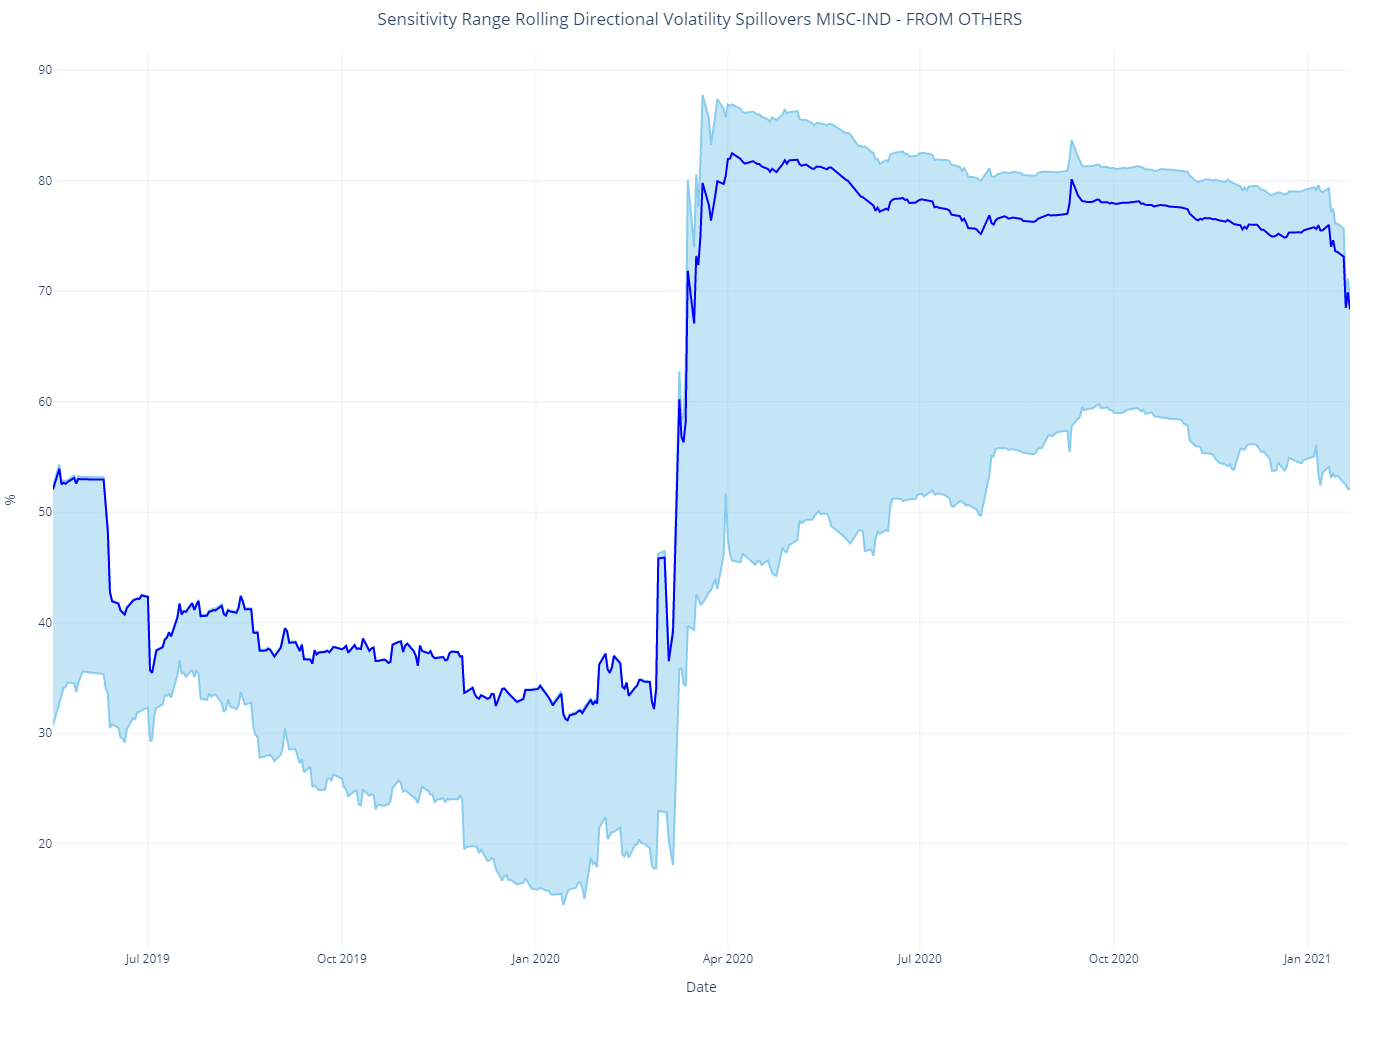 Sensitivity Range Rolling Directional Volatility Spillovers MISC-IND - FROM OTHERS
90
80
70
60
50
40
30
20
%
Jul 2019
Oct 2019
Jan 2020
Apr 2020
Jul 2020
Oct 2020
Jan 2021
Date